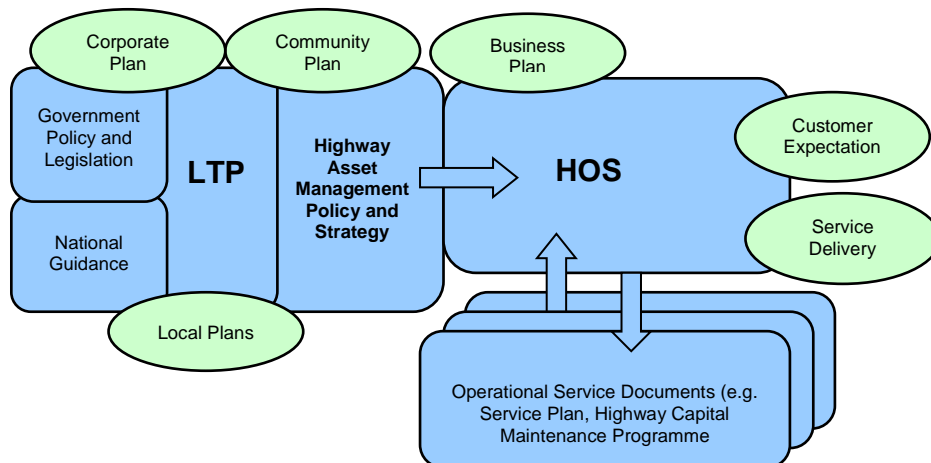 Corporate
Plan
Community
Plan
Business
Plan
Government
Policy and
Legislation
LTP
Highway
Asset
Management
Policy and
Strategy
HOS
Customer
Expectation
National
Guidance
Service
Delivery
Local Plans
Operational Service Documents (e.g.
Service Plan, Highway Capital
Maintenance Programme